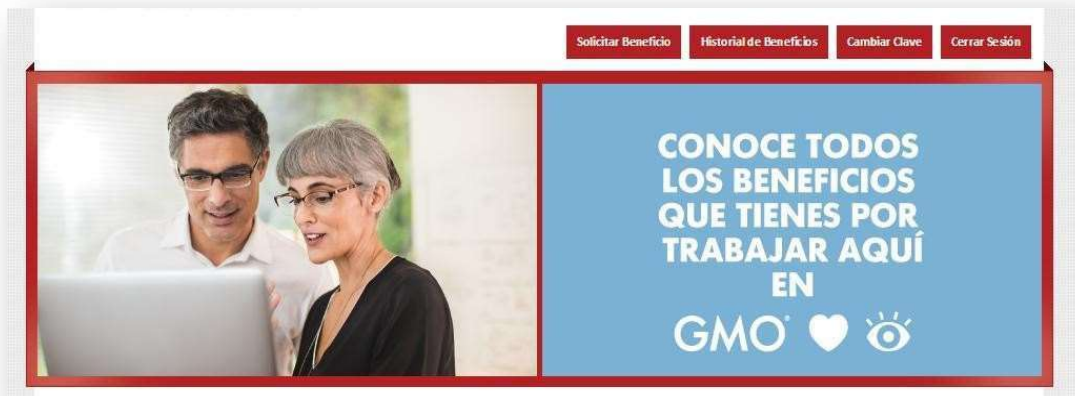 Solicitar Beneficio
Historial de Beneficios
Cambiar Clave
Cerrar Sesión
CONOCE TODOS
LOS BENEFICIOS
QUE TIENES POR
TRABAJAR AQUÍ
EN
GMO®